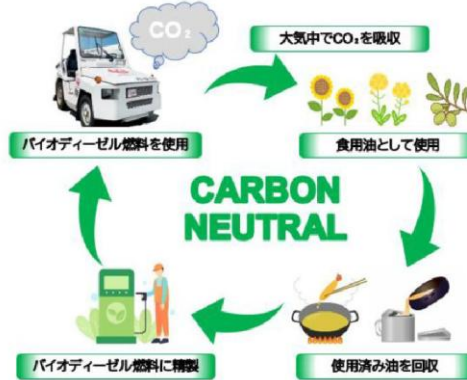 CO₂
大気中でCO₂を吸収
バイオディーゼル燃料を使用
食用油として使用
CARBON
NEUTRAL
バイオディーゼル燃料に精製
使用済み油を回収